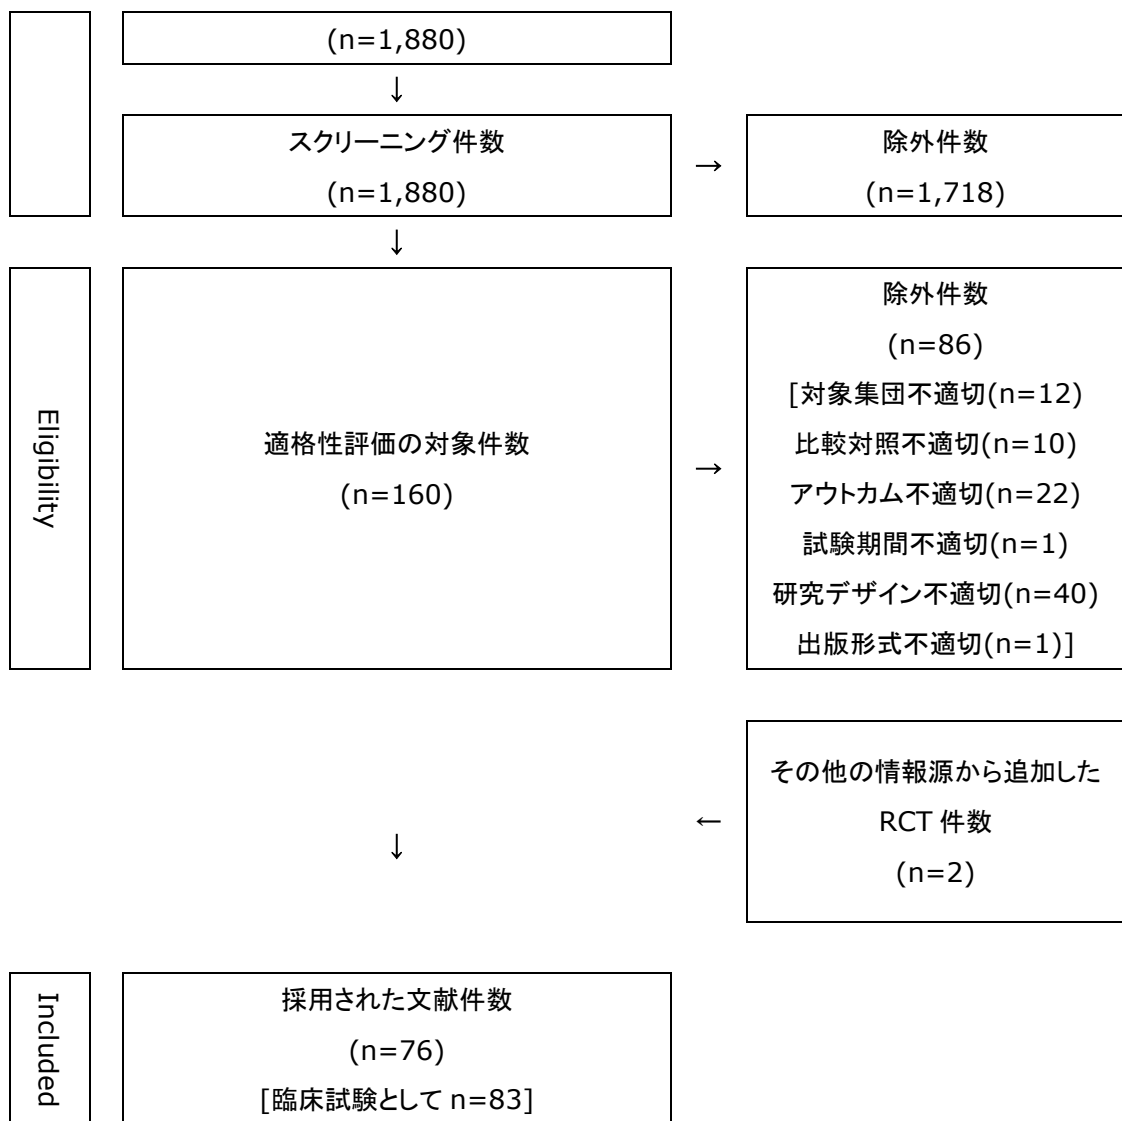 (n=1,880)
↓
スクリーニング件数
(n=1,880)
→
除外件数
(n=1,718)
↓
Eligibility
適格性評価の対象件数
(n=160)
→
除外件数
(n=86)
[対象集団不適切(n=12)
比較対照不適切(n=10)
アウトカム不適切(n=22)
試験期間不適切(n=1)
研究デザイン不適切(n=40)
出版形式不適切(n=1)]
↓
←
その他の情報源から追加した
RCT 件数
(n=2)
Included
採用された文献件数
(n=76)
[臨床試験として n=83]